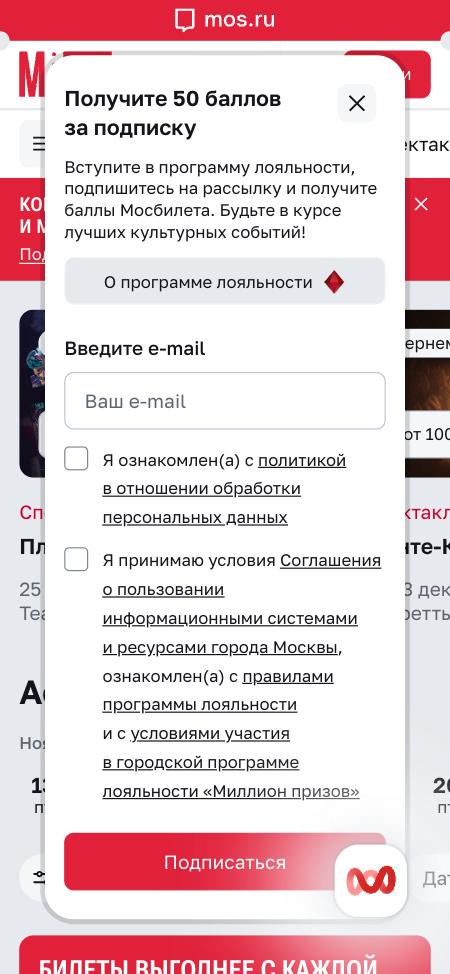 mos.ru
Получите 50 баллов
за подписку
Вступите в программу лояльности,
подпишитесь на рассылку и получите
баллы Мосбилета. Будьте в курсе
лучших культурных событий!
О программе лояльности
Введите e-mail
Ваш e-mail
Я ознакомлен(а) с политикой
в отношении обработки
персональных данных
Я принимаю условия Соглашения
о пользовании
информационными системами
и ресурсами города Москвы,
ознакомлен(а) с правилами
программы лояльности
и с условиями участия
в городской программе
лояльности «Миллион призов»
от 100
25
Подписаться
БИЛЕТЫ ВЫГОДНЕЕ С КАЖДОЙ